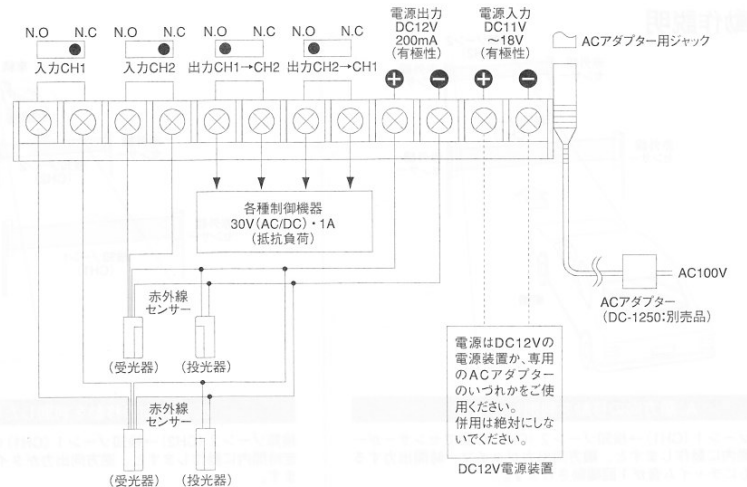 N.O N.C
入力CH1
N.O N.C
入力CH2
N.O N.C
出力CH1→CH2
N.O N.C
出力CH2→CH1
電源出力
DC12V
200mA
(有極性)
電源入力
DC11V
～18V
(有極性)
ACアダプター用ジャック
各種制御機器
30V(AC/DC)・1A
(抵抗負荷)
赤外線
センサー
(受光器)
(投光器)
赤外線
センサー
(受光器)
(投光器)
電源はDC12Vの
電源装置か、専用
のACアダプター
のいづれかをご使
用ください。
併用は絶対にしな
いでください。
DC12V電源装置
AC100V
ACアダプター
(DC-1250:別売品)